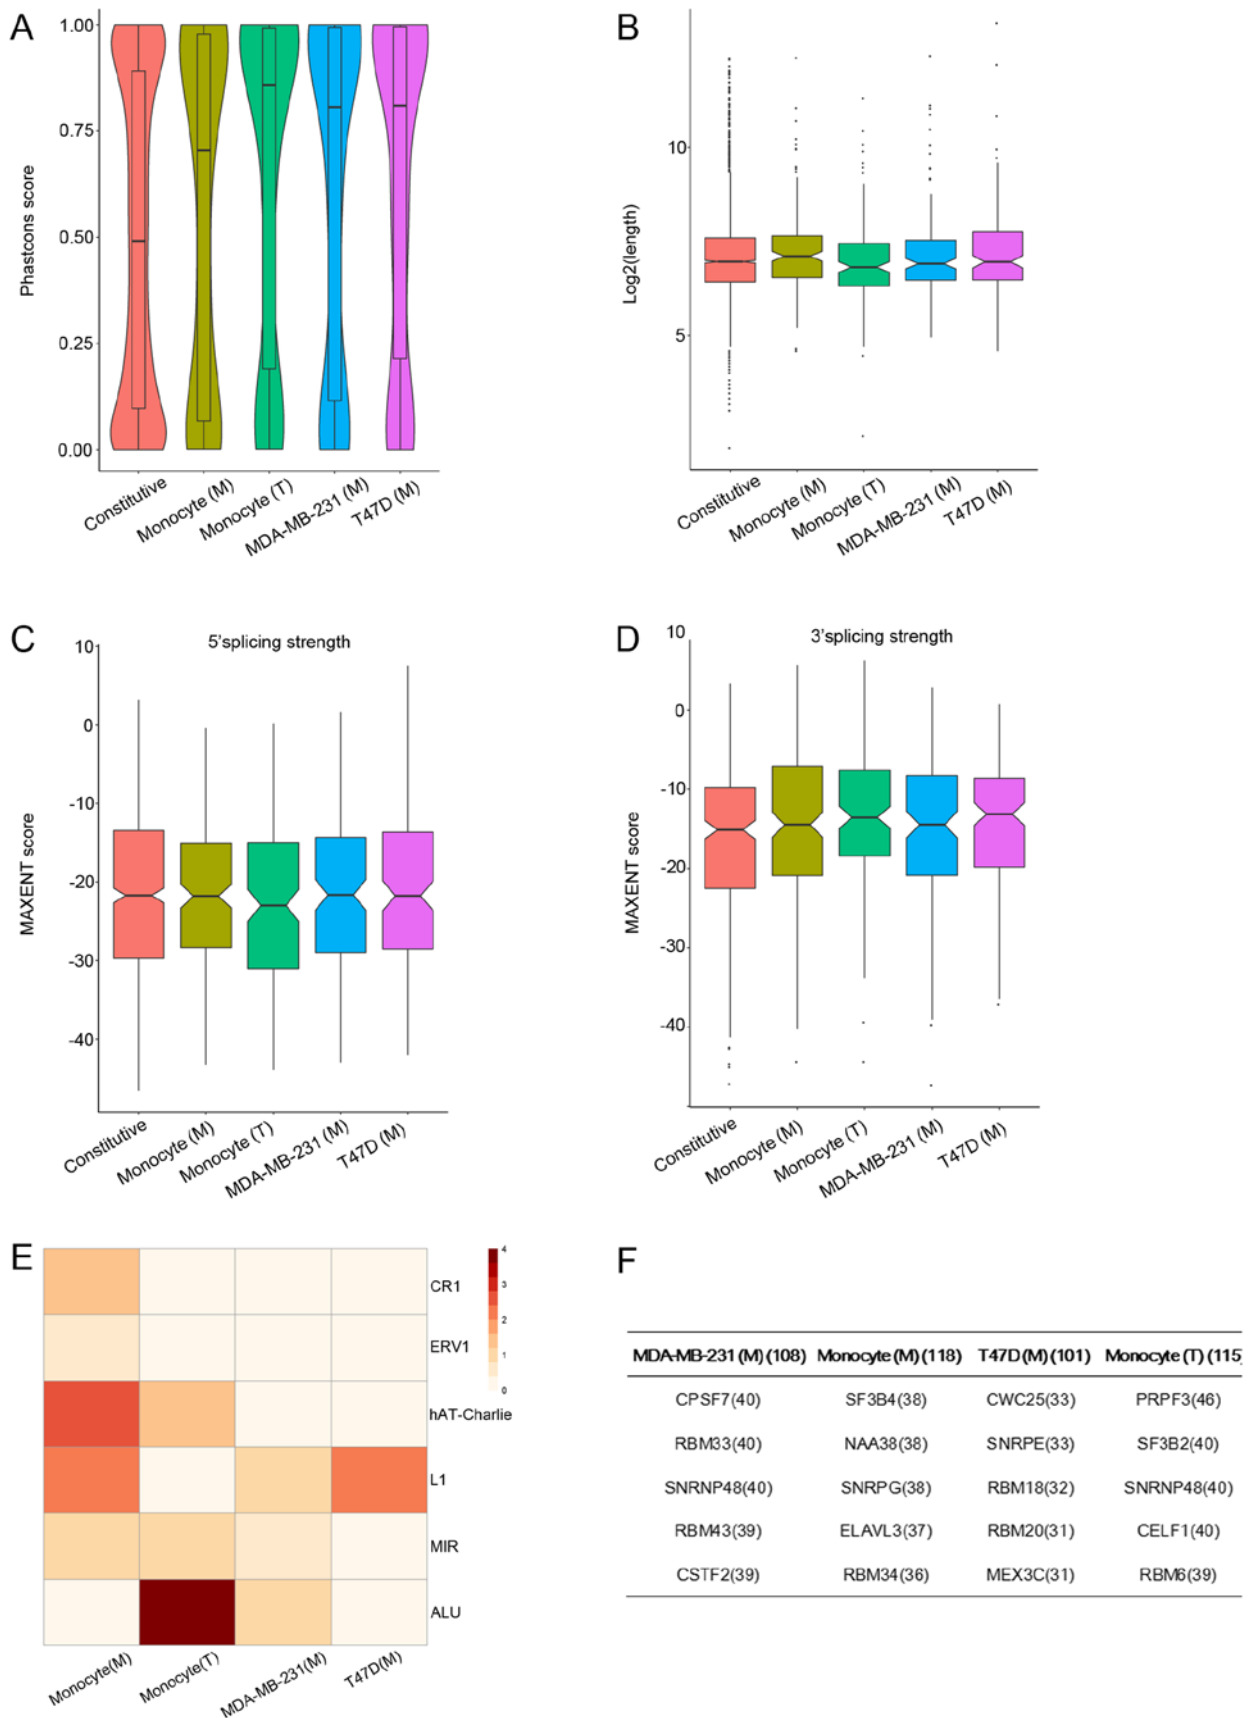 A
Phastcons score
1.00
0.75
0.50
0.25
0.00
Constitutive
Monocyte (M)
Monocyte (T)
MDA-MB-231 (M)
T47D (M)
B
Log2(length)
10
5
Constitutive
Monocyte (M)
Monocyte (T)
MDA-MB-231 (M)
T47D (M)
C
5'splicing strength
MAXENT score
10
0
-10
-20
-30
-40
Constitutive
Monocyte (M)
Monocyte (T)
MDA-MB-231 (M)
T47D (M)
D
3'splicing strength
MAXENT score
10
0
-10
-20
-30
-40
Constitutive
Monocyte (M)
Monocyte (T)
MDA-MB-231 (M)
T47D (M)
E
4
3
2
1
0
CR1
ERV1
hAT-Charlie
L1
MIR
ALU
Monocyte(M)
Monocyte(T)
MDA-MB-231(M)
T47D(M)
F
MDA-MB-231 (M) (108) Monocyte (M) (118) T47D (M) (101) Monocyte (T) (115)
CPSF7(40) SF3B4(38) CWC25(33) PRPF3(46)
RBM33(40) NAA38(38) SNRPE(33) SF3B2(40)
SNRNP48(40) SNRPG(38) RBM18(32) SNRNP48(40)
RBM43(39) ELAVL3(37) RBM20(31) CELF1(40)
CSTF2(39) RBM34(36) MEX3C(31) RBM6(39)